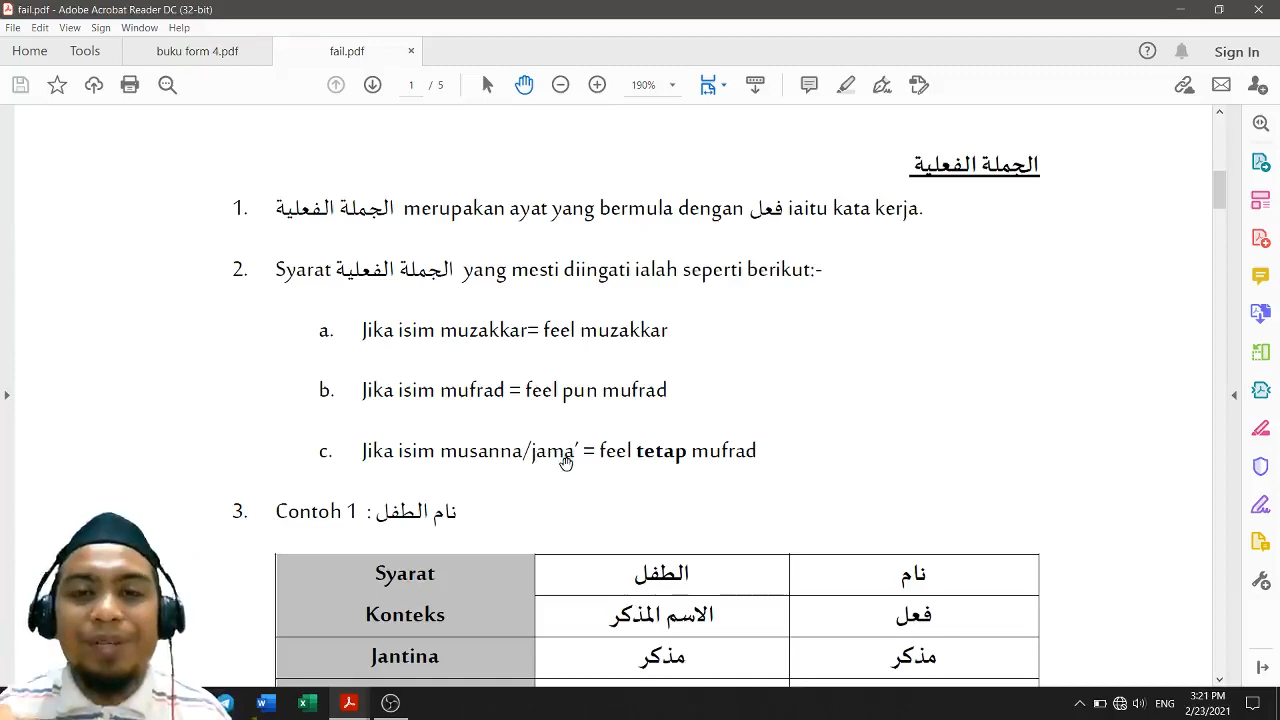 fail.pdf - Adobe Acrobat Reader DC (32-bit)
File Edit View Sign Window Help
Home Tools buku form 4.pdf fail.pdf × Sign In
1 / 5 190%
الجملة الفعلية
1. الجملة الفعلية merupakan ayat yang bermula dengan فعل iaitu kata kerja.
2. Syarat الجملة الفعلية yang mesti diingati ialah seperti berikut:-
a. Jika isim muzakkar= feel muzakkar
b. Jika isim mufrad = feel pun mufrad
c. Jika isim musanna/jama’ = feel tetap mufrad
3. Contoh 1 : نام الطفل
Syarat الطفل نام
Konteks الاسم المذكر فعل
Jantina مذكر مذكر
ENG 3:21 PM
2/23/2021